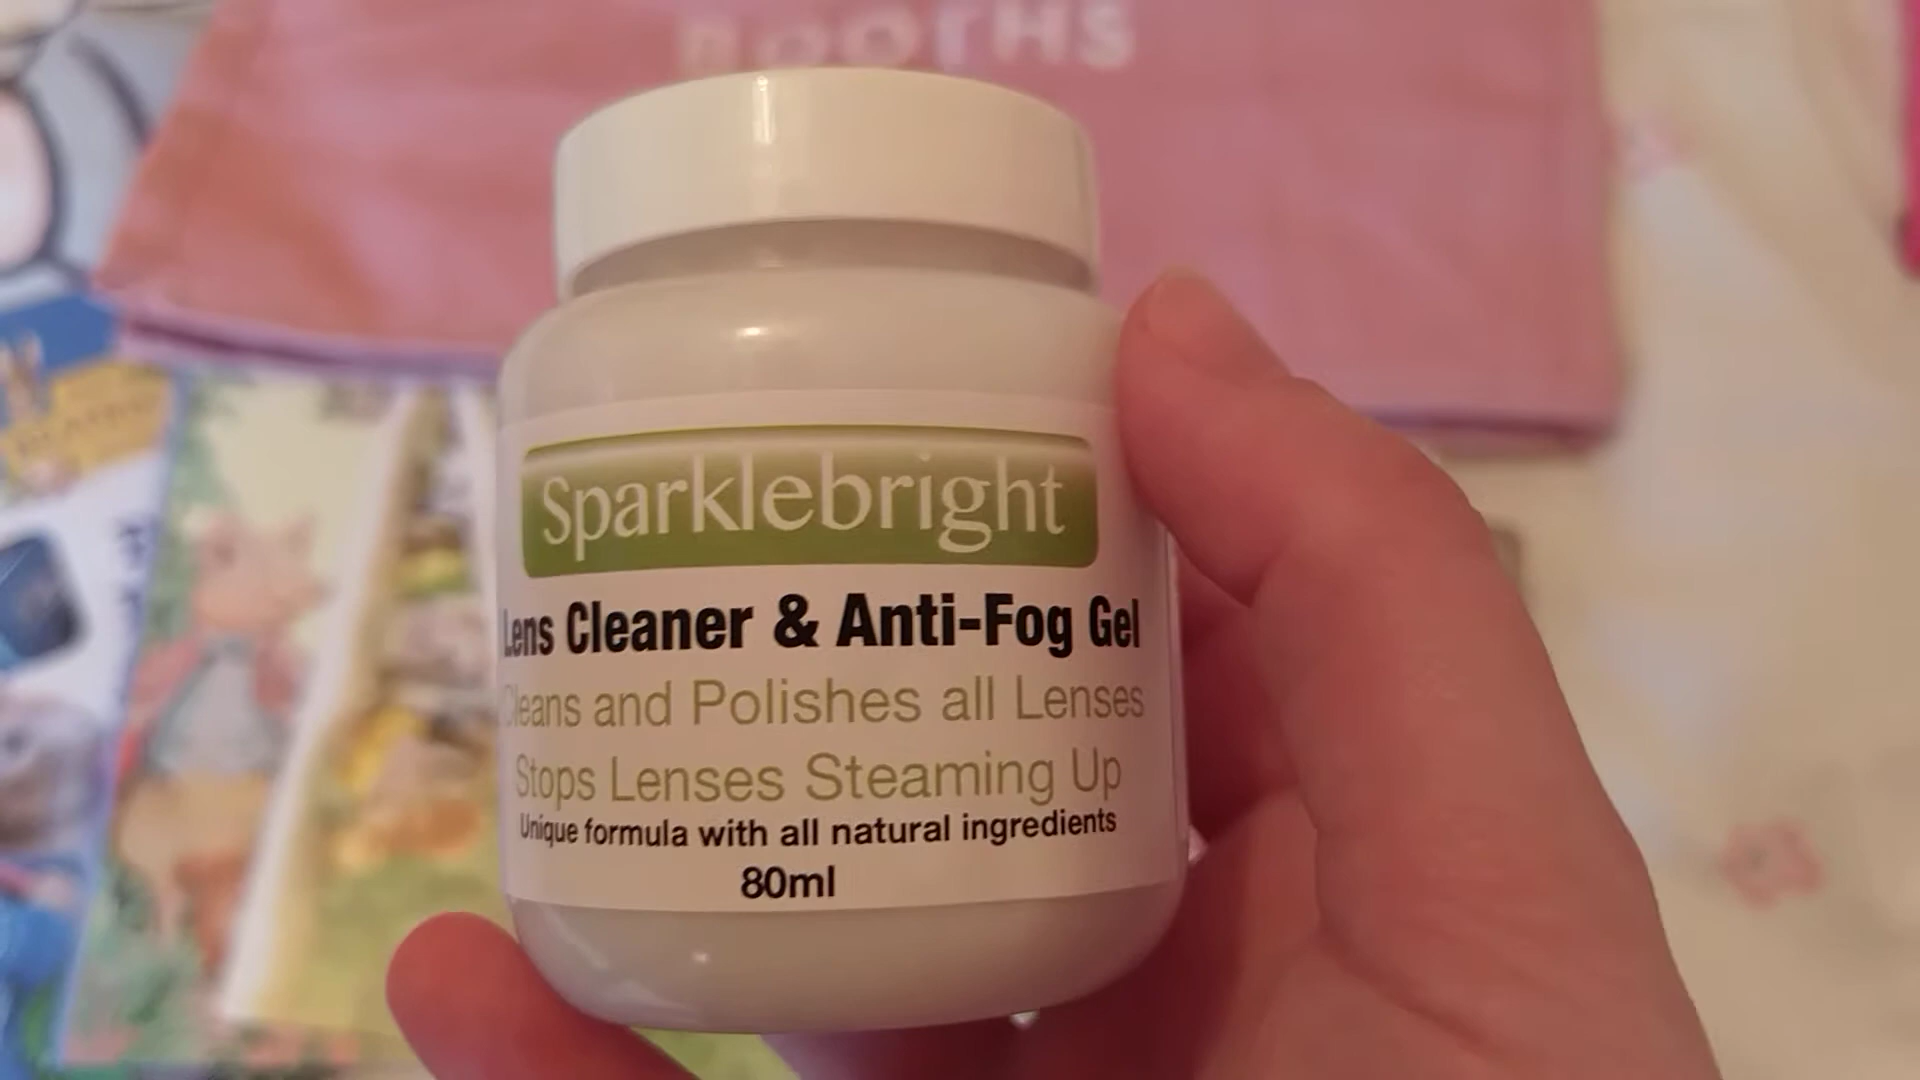 BOOTHS
Sparklebright
Lens Cleaner & Anti-Fog Gel
Cleans and Polishes all Lenses
Stops Lenses Steaming Up
Unique formula with all natural ingredients
80ml